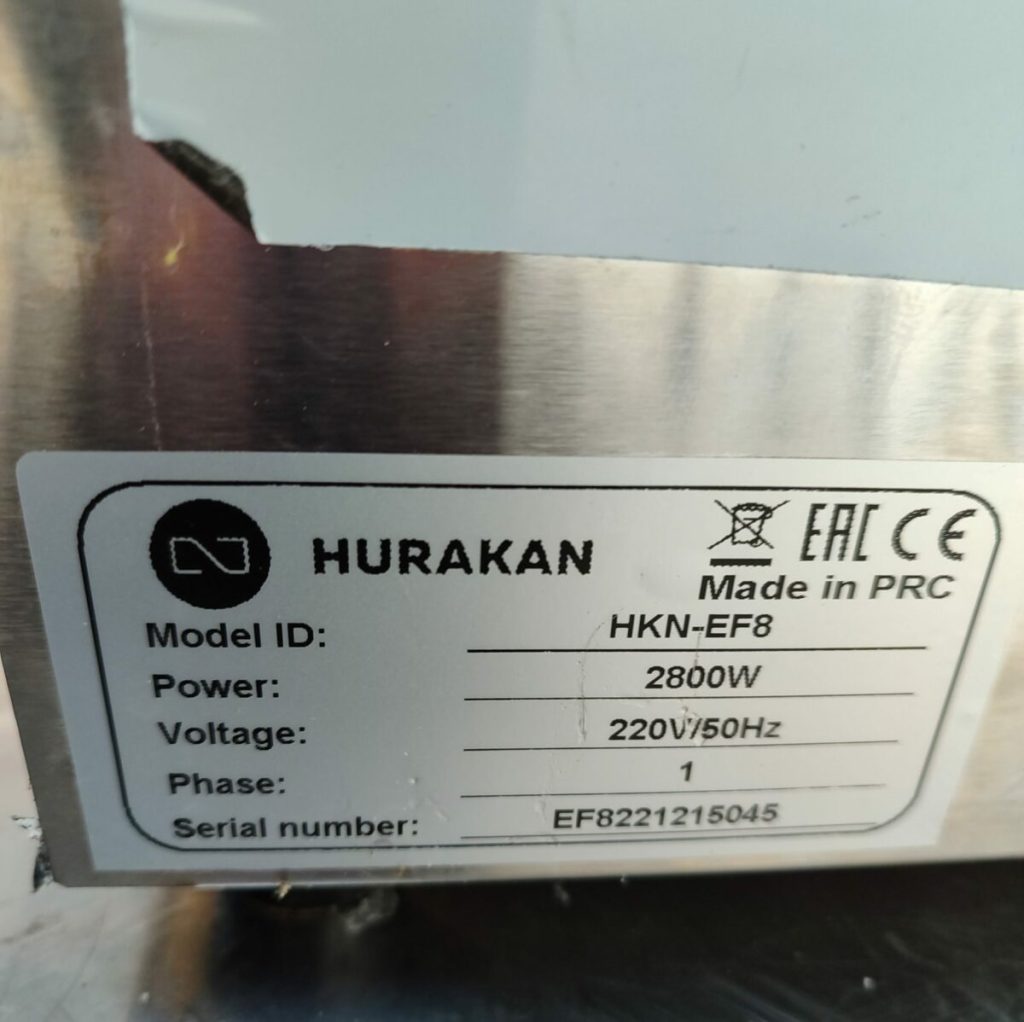 HURAKAN
EAC CE
Made in PRC
Model ID: HKN-EF8
Power: 2800W
Voltage: 220V/50Hz
Phase: 1
Serial number: EF8221215045